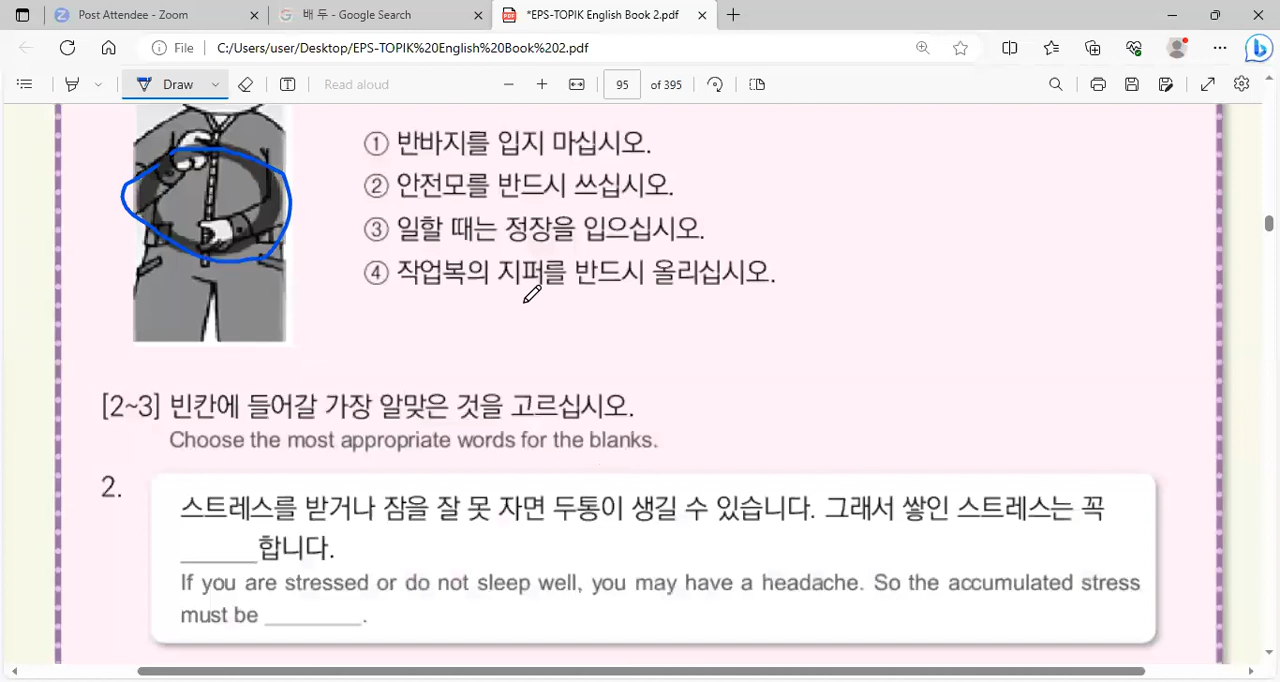 Post Attendee - Zoom
배 두 - Google Search
*EPS-TOPIK English Book 2.pdf
File
C:/Users/user/Desktop/EPS-TOPIK%20English%20Book%202.pdf
Draw
Read aloud
95
of 395
① 반바지를 입지 마십시오.
② 안전모를 반드시 쓰십시오.
③ 일할 때는 정장을 입으십시오.
④ 작업복의 지퍼를 반드시 올리십시오.
[2~3] 빈칸에 들어갈 가장 알맞은 것을 고르십시오.
Choose the most appropriate words for the blanks.
2.
스트레스를 받거나 잠을 잘 못 자면 두통이 생길 수 있습니다. 그래서 쌓인 스트레스는 꼭
______합니다.
If you are stressed or do not sleep well, you may have a headache. So the accumulated stress
must be ________.